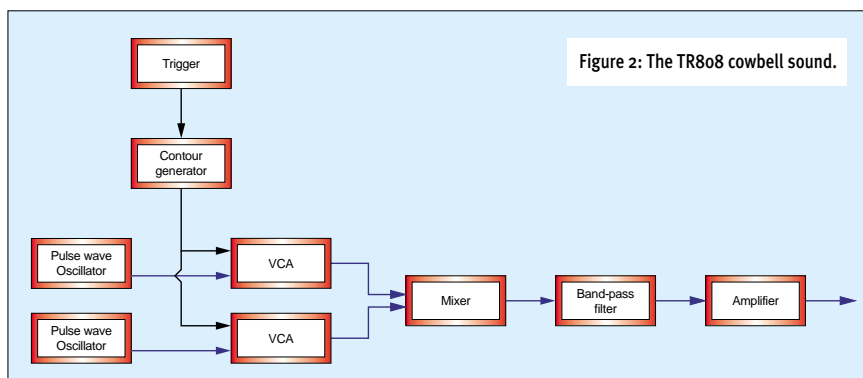 Figure 2: The TR808 cowbell sound.
Trigger
Contour
generator
Pulse wave
Oscillator
VCA
Mixer
Band-pass
filter
Amplifier
Pulse wave
Oscillator
VCA